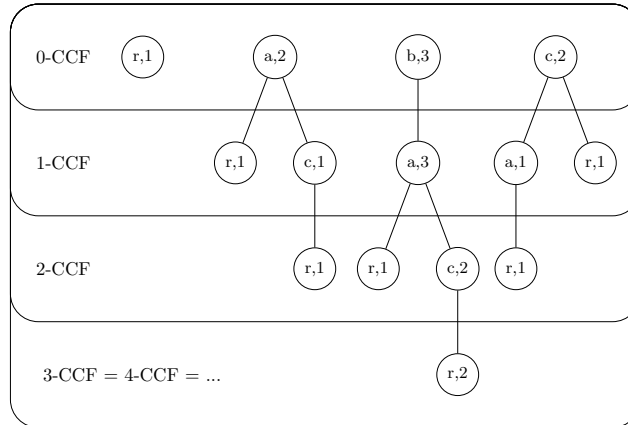 0-CCF r,1 a,2 b,3 c,2
1-CCF r,1 c,1 a,3 a,1 r,1
2-CCF r,1 r,1 c,2 r,1
3-CCF = 4-CCF = ... r,2